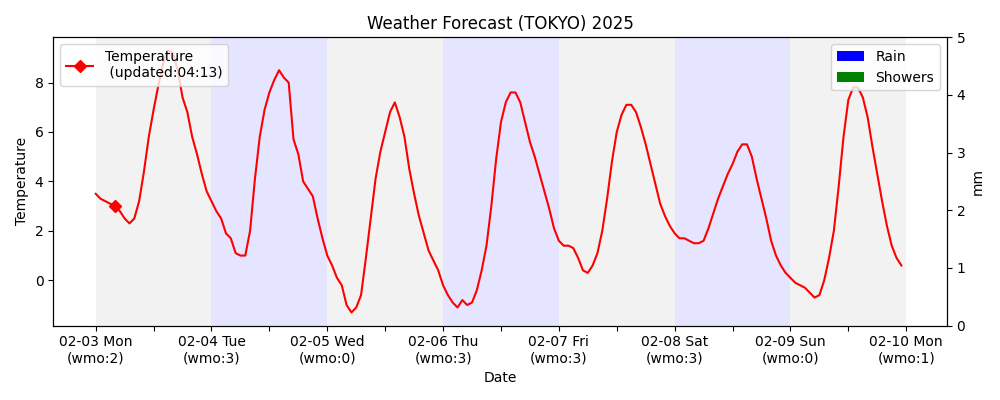 Weather Forecast (TOKYO) 2025
Temperature
(updated:04:13)
Rain
Showers
Temperature
8
6
4
2
0
5
4
3
2
1
0
mm
02-03 Mon
(wmo:2)
02-04 Tue
(wmo:3)
02-05 Wed
(wmo:0)
02-06 Thu
(wmo:3)
02-07 Fri
(wmo:3)
02-08 Sat
(wmo:3)
02-09 Sun
(wmo:0)
02-10 Mon
(wmo:1)
Date